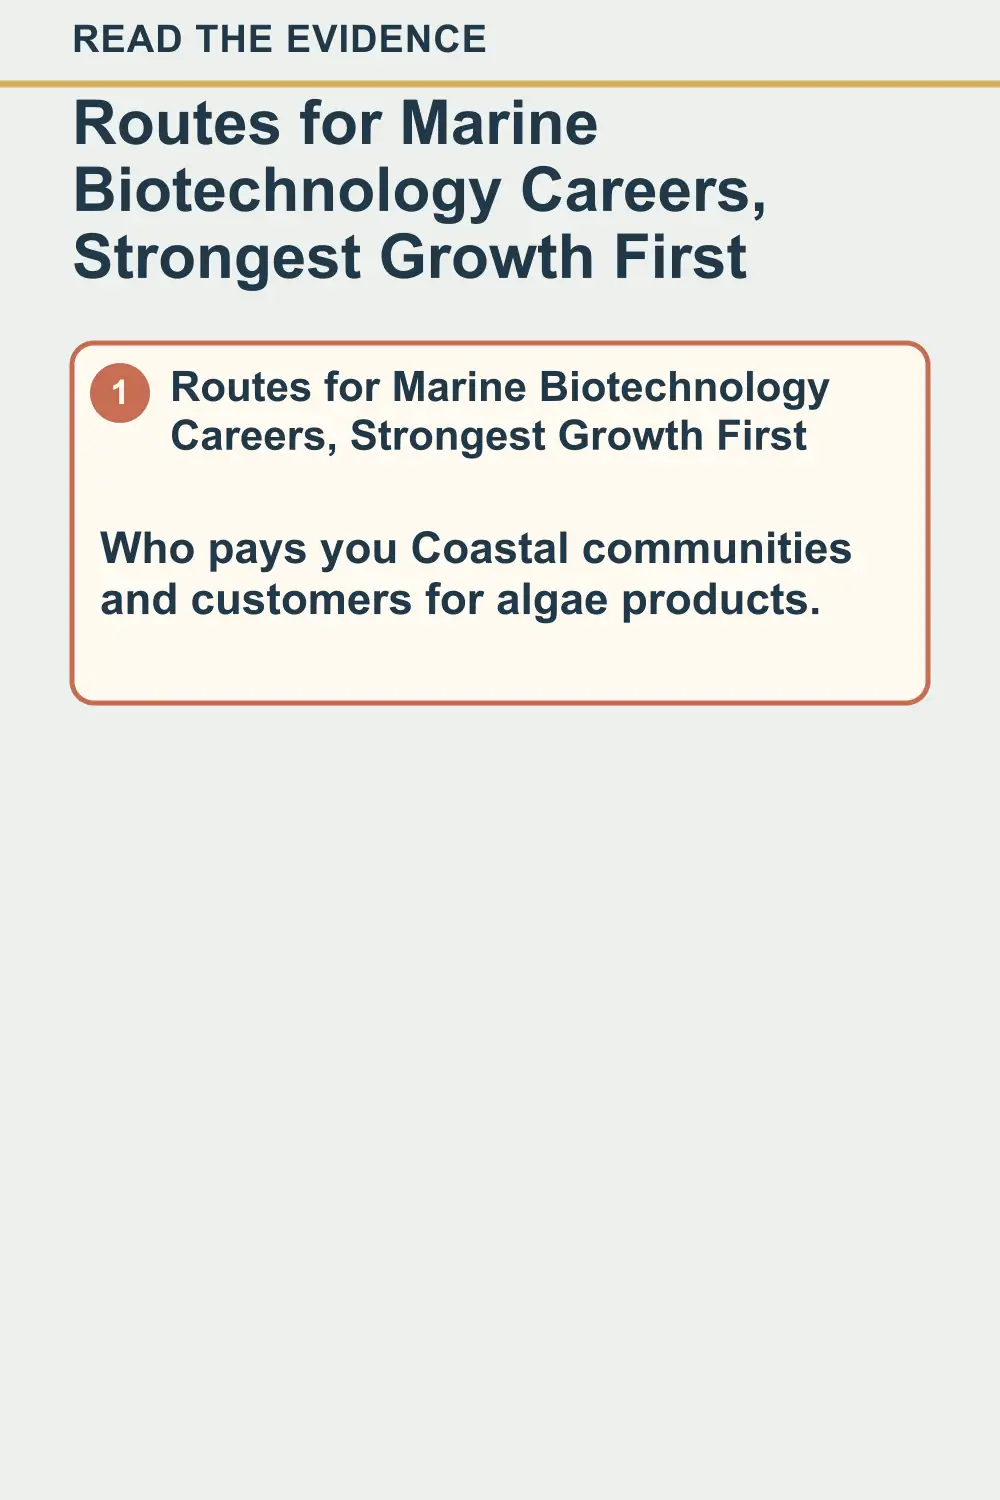 READ THE EVIDENCE
Routes for Marine
Biotechnology Careers,
Strongest Growth First
1
Routes for Marine Biotechnology
Careers, Strongest Growth First
Who pays you Coastal communities
and customers for algae products.